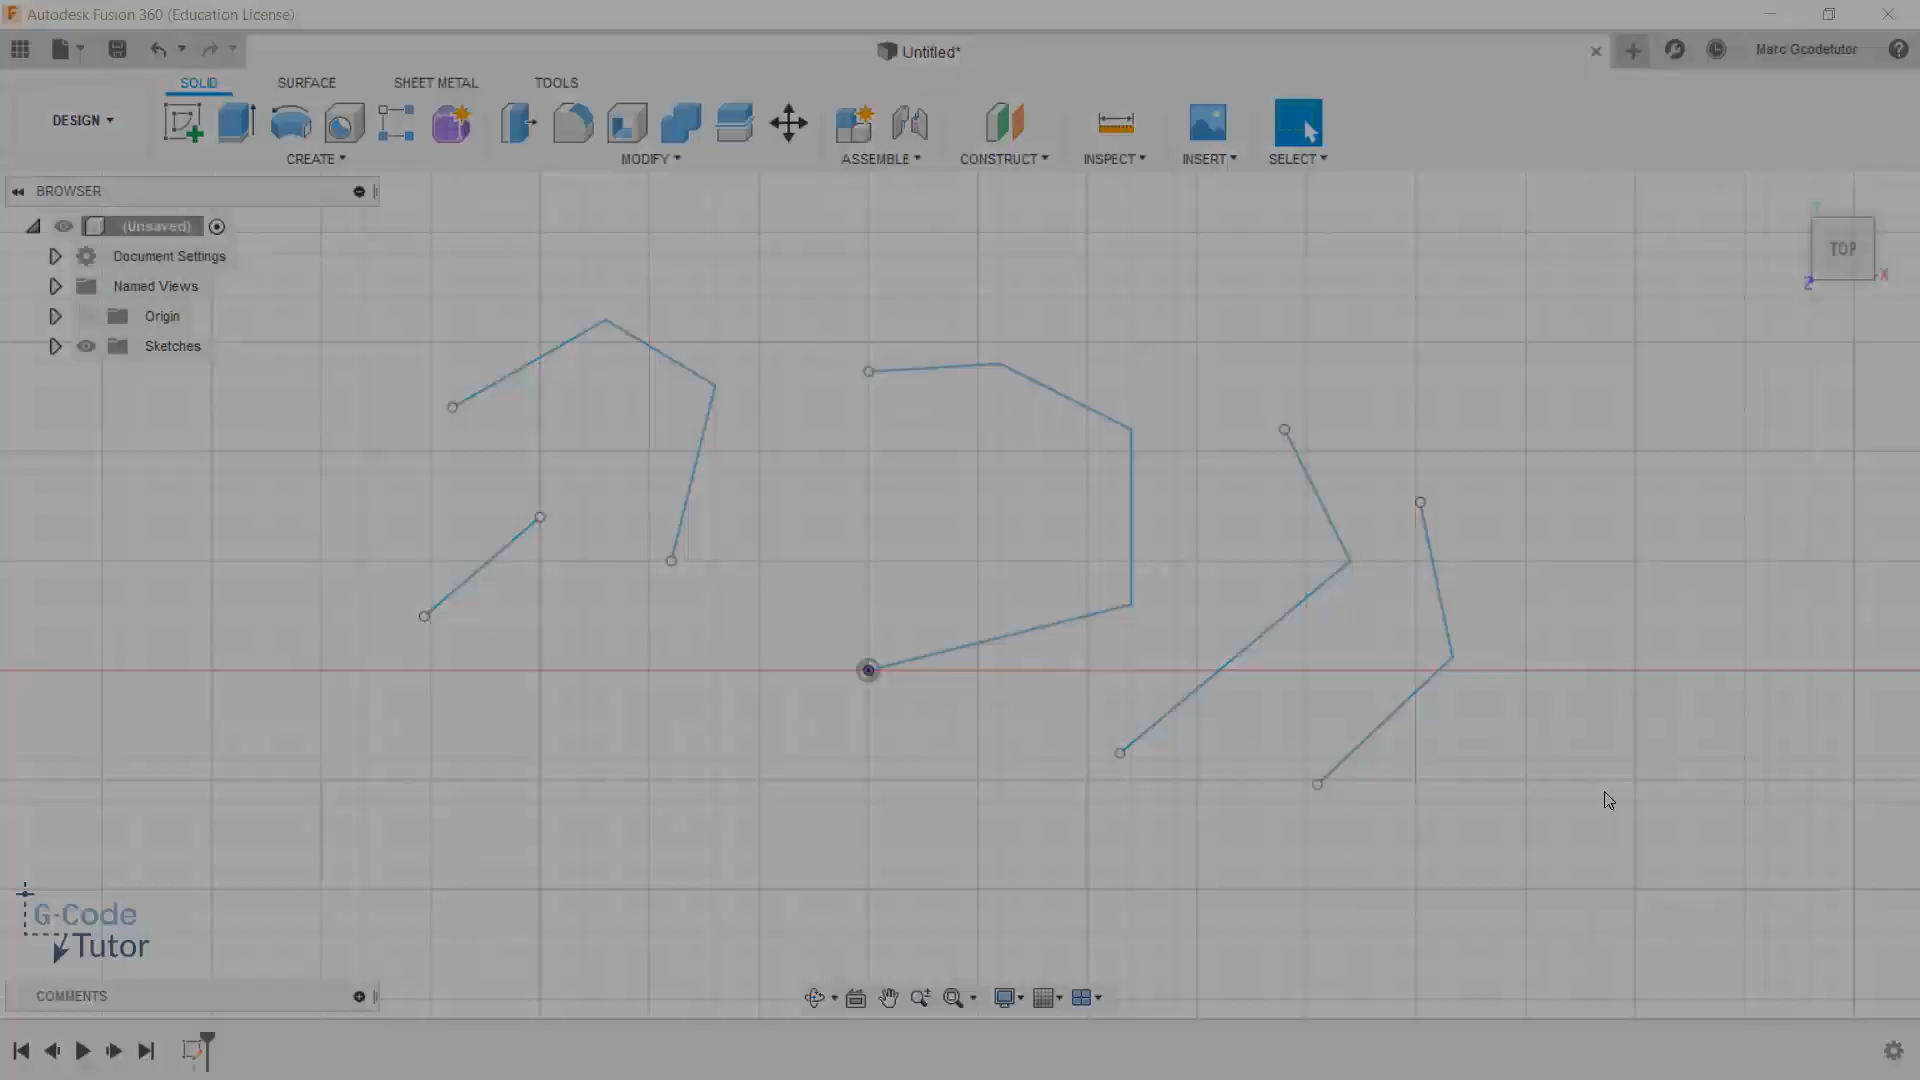 Autodesk Fusion 360 (Education License)
Untitled*
Marc Gcodetutor
SOLID SURFACE SHEET METAL TOOLS
DESIGN
CREATE MODIFY ASSEMBLE CONSTRUCT INSPECT INSERT SELECT
BROWSER
(Unsaved)
Document Settings
Named Views
Origin
Sketches
TOP
Z
X
G-Code
Tutor
COMMENTS